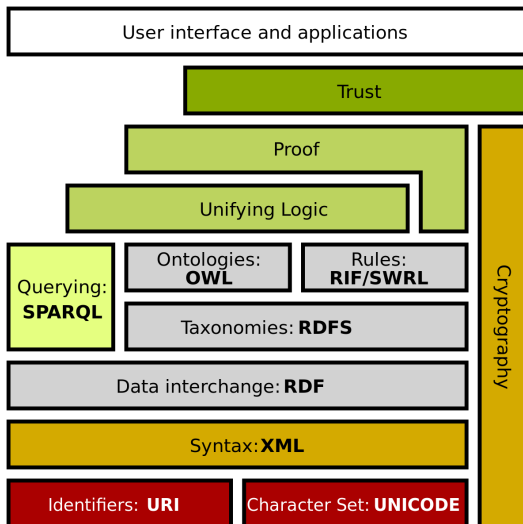 User interface and applications
Trust
Proof
Unifying Logic
Querying:
SPARQL
Ontologies:
OWL
Rules:
RIF/SWRL
Taxonomies: RDFS
Cryptography
Data interchange: RDF
Syntax: XML
Identifiers: URI
Character Set: UNICODE